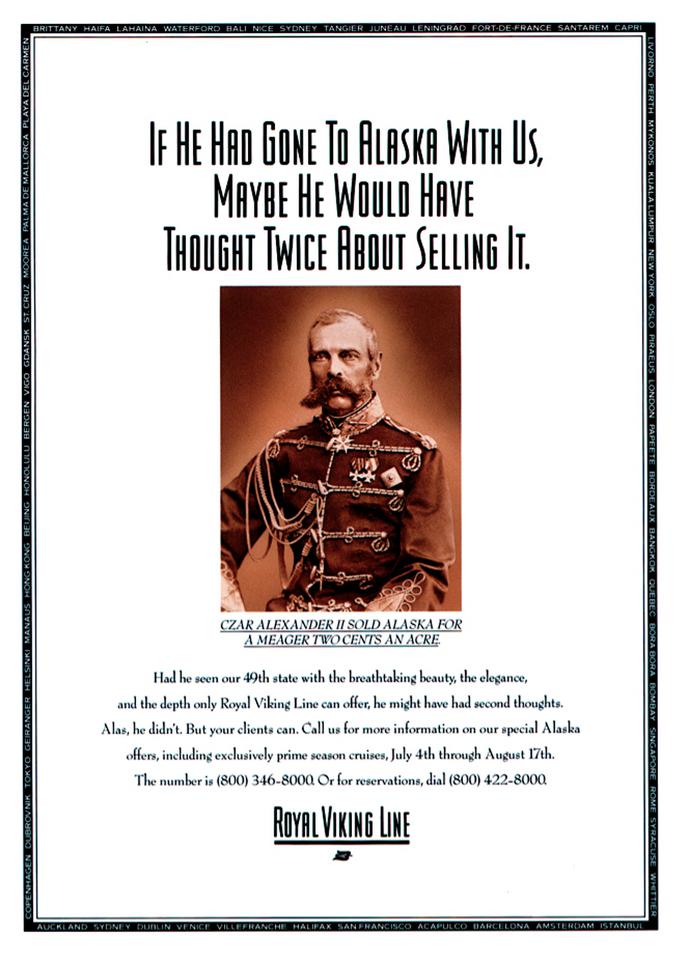 BRITTANY HAIFA LAHAINA WATERFORD BALI NICE SYDNEY TANGIER JUNEAU LENINGRAD FORT-DE-FRANCE SANTAREM CAPRI
If He Had Gone To Alaska With Us,
Maybe He Would Have
Thought Twice About Selling It.
CZAR ALEXANDER II SOLD ALASKA FOR
A MEAGER TWO CENTS AN ACRE.
Had he seen our 49th state with the breathtaking beauty, the elegance,
and the depth only Royal Viking Line can offer, he might have had second thoughts.
Alas, he didn't. But your clients can. Call us for more information on our special Alaska
offers, including exclusively prime season cruises, July 4th through August 17th.
The number is (800) 346-8000. Or for reservations, dial (800) 422-8000.
Royal Viking Line
COPENHAGEN DUBROVNIK TOKYO GEIRANGER HELSINKI MANAUS HONG KONG BEIJING HONOLULU BERGEN VIGO GDANSK ST. CRUZ MOOREA PALMA DE MALLORCA PLAYA DEL CARMEN
LIVORNO PERTH MYKONOS KUALA LUMPUR NEW YORK OSLO PIRAEUS LONDON PAPEETE BORDEAUX BANGKOK QUEBEC BORA BORA BOMBAY SINGAPORE ROME SYRACUSE WHITTIER
AUCKLAND SYDNEY DUBLIN VENICE VILLEFRANCHE HALIFAX SAN FRANCISCO ACAPULCO BARCELONA AMSTERDAM ISTANBUL